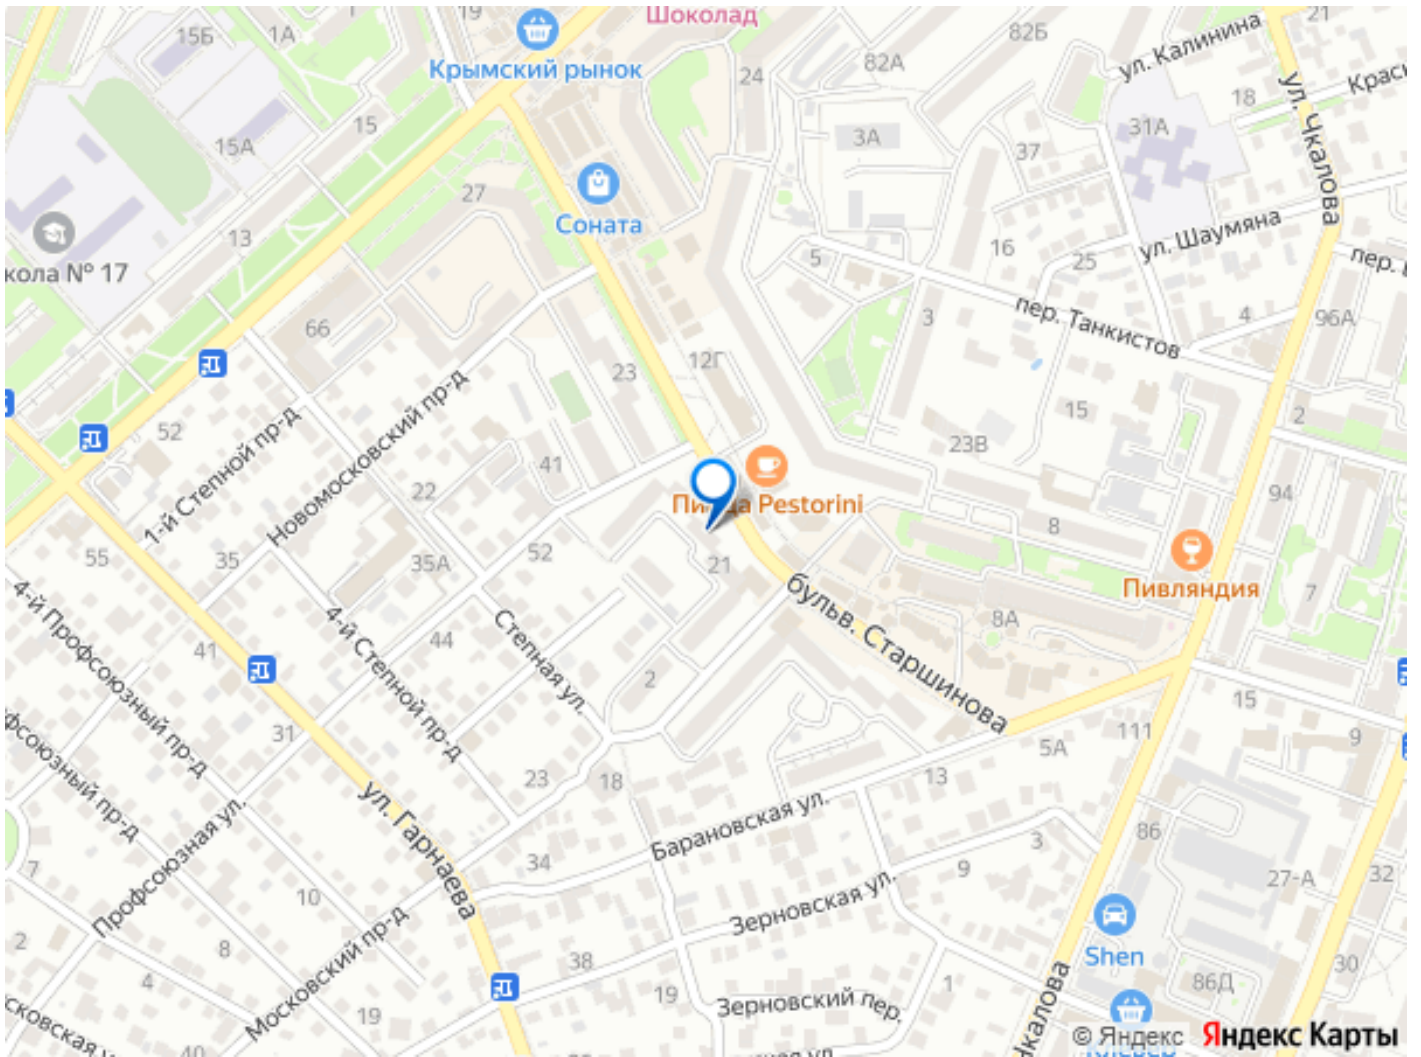 Шоколад
19
15Б
1А
82Б
21
ул. Калинина
Крымский рынок
82А
24
18
15
3А
31А
15А
37
ул. Чкалова
27
Соната
13
16
ул. Шаумяна
25
5
кола № 17
пер. Танкистов
3
4
96А
66
12Г
23
1-й Степной пр-д
Новомосковский пр-д
52
15
2
23В
41
22
94
Пицца Pestorini
8
55
35
35А
52
21
Пивляндия
7
4-й Профсоюзный пр-д
4-й Степной пр-д
бульв. Старшинова
8А
44
41
Степная ул.
2
15
31
111
9
5А
23
18
13
ул. Гарнаева
Барановская ул.
86
3
Профсоюзная ул.
34
7
9
27-А
32
10
Зерновская ул.
Московский пр-д
2
8
Shen
38
30
4
1
86Д
19
19
Зерновский пер.
40
© Яндекс Яндекс Карты